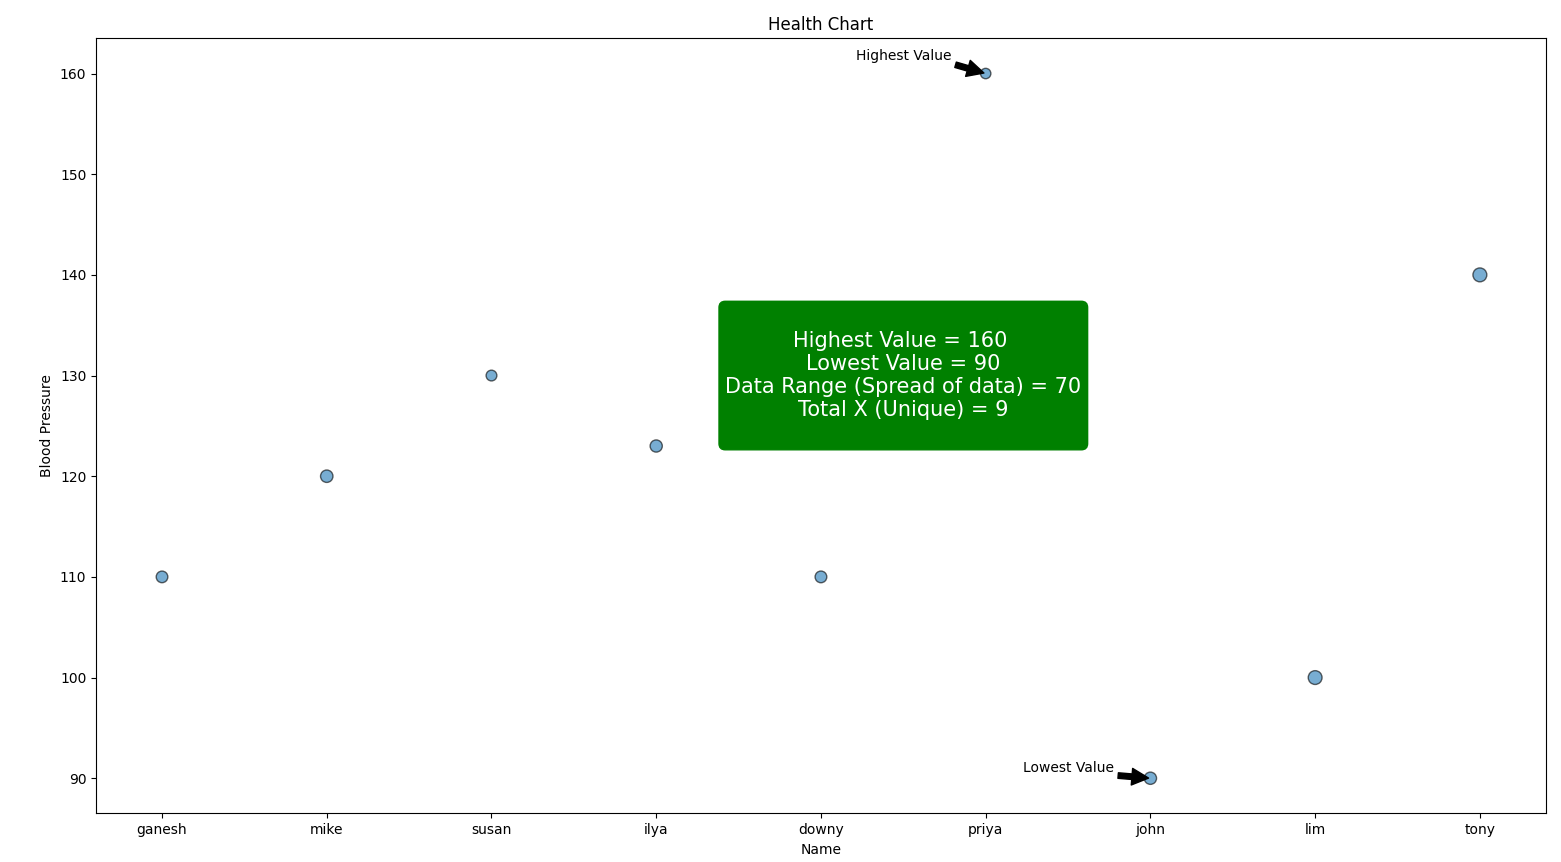 Health Chart
Highest Value
160
150
140
130
120
110
100
90
Blood Pressure
Highest Value = 160
Lowest Value = 90
Data Range (Spread of data) = 70
Total X (Unique) = 9
Lowest Value
ganesh mike susan ilya downy priya john lim tony
Name